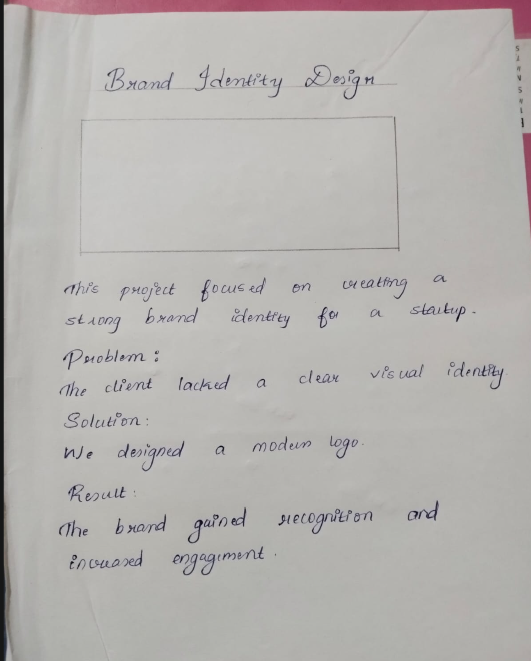 Brand Identity Design
This project focused on creating a
strong brand identity for a startup.
Problem:
The client lacked a clear visual identity.
Solution:
We designed a modern logo.
Result:
The brand gained recognition and
increased engagement.